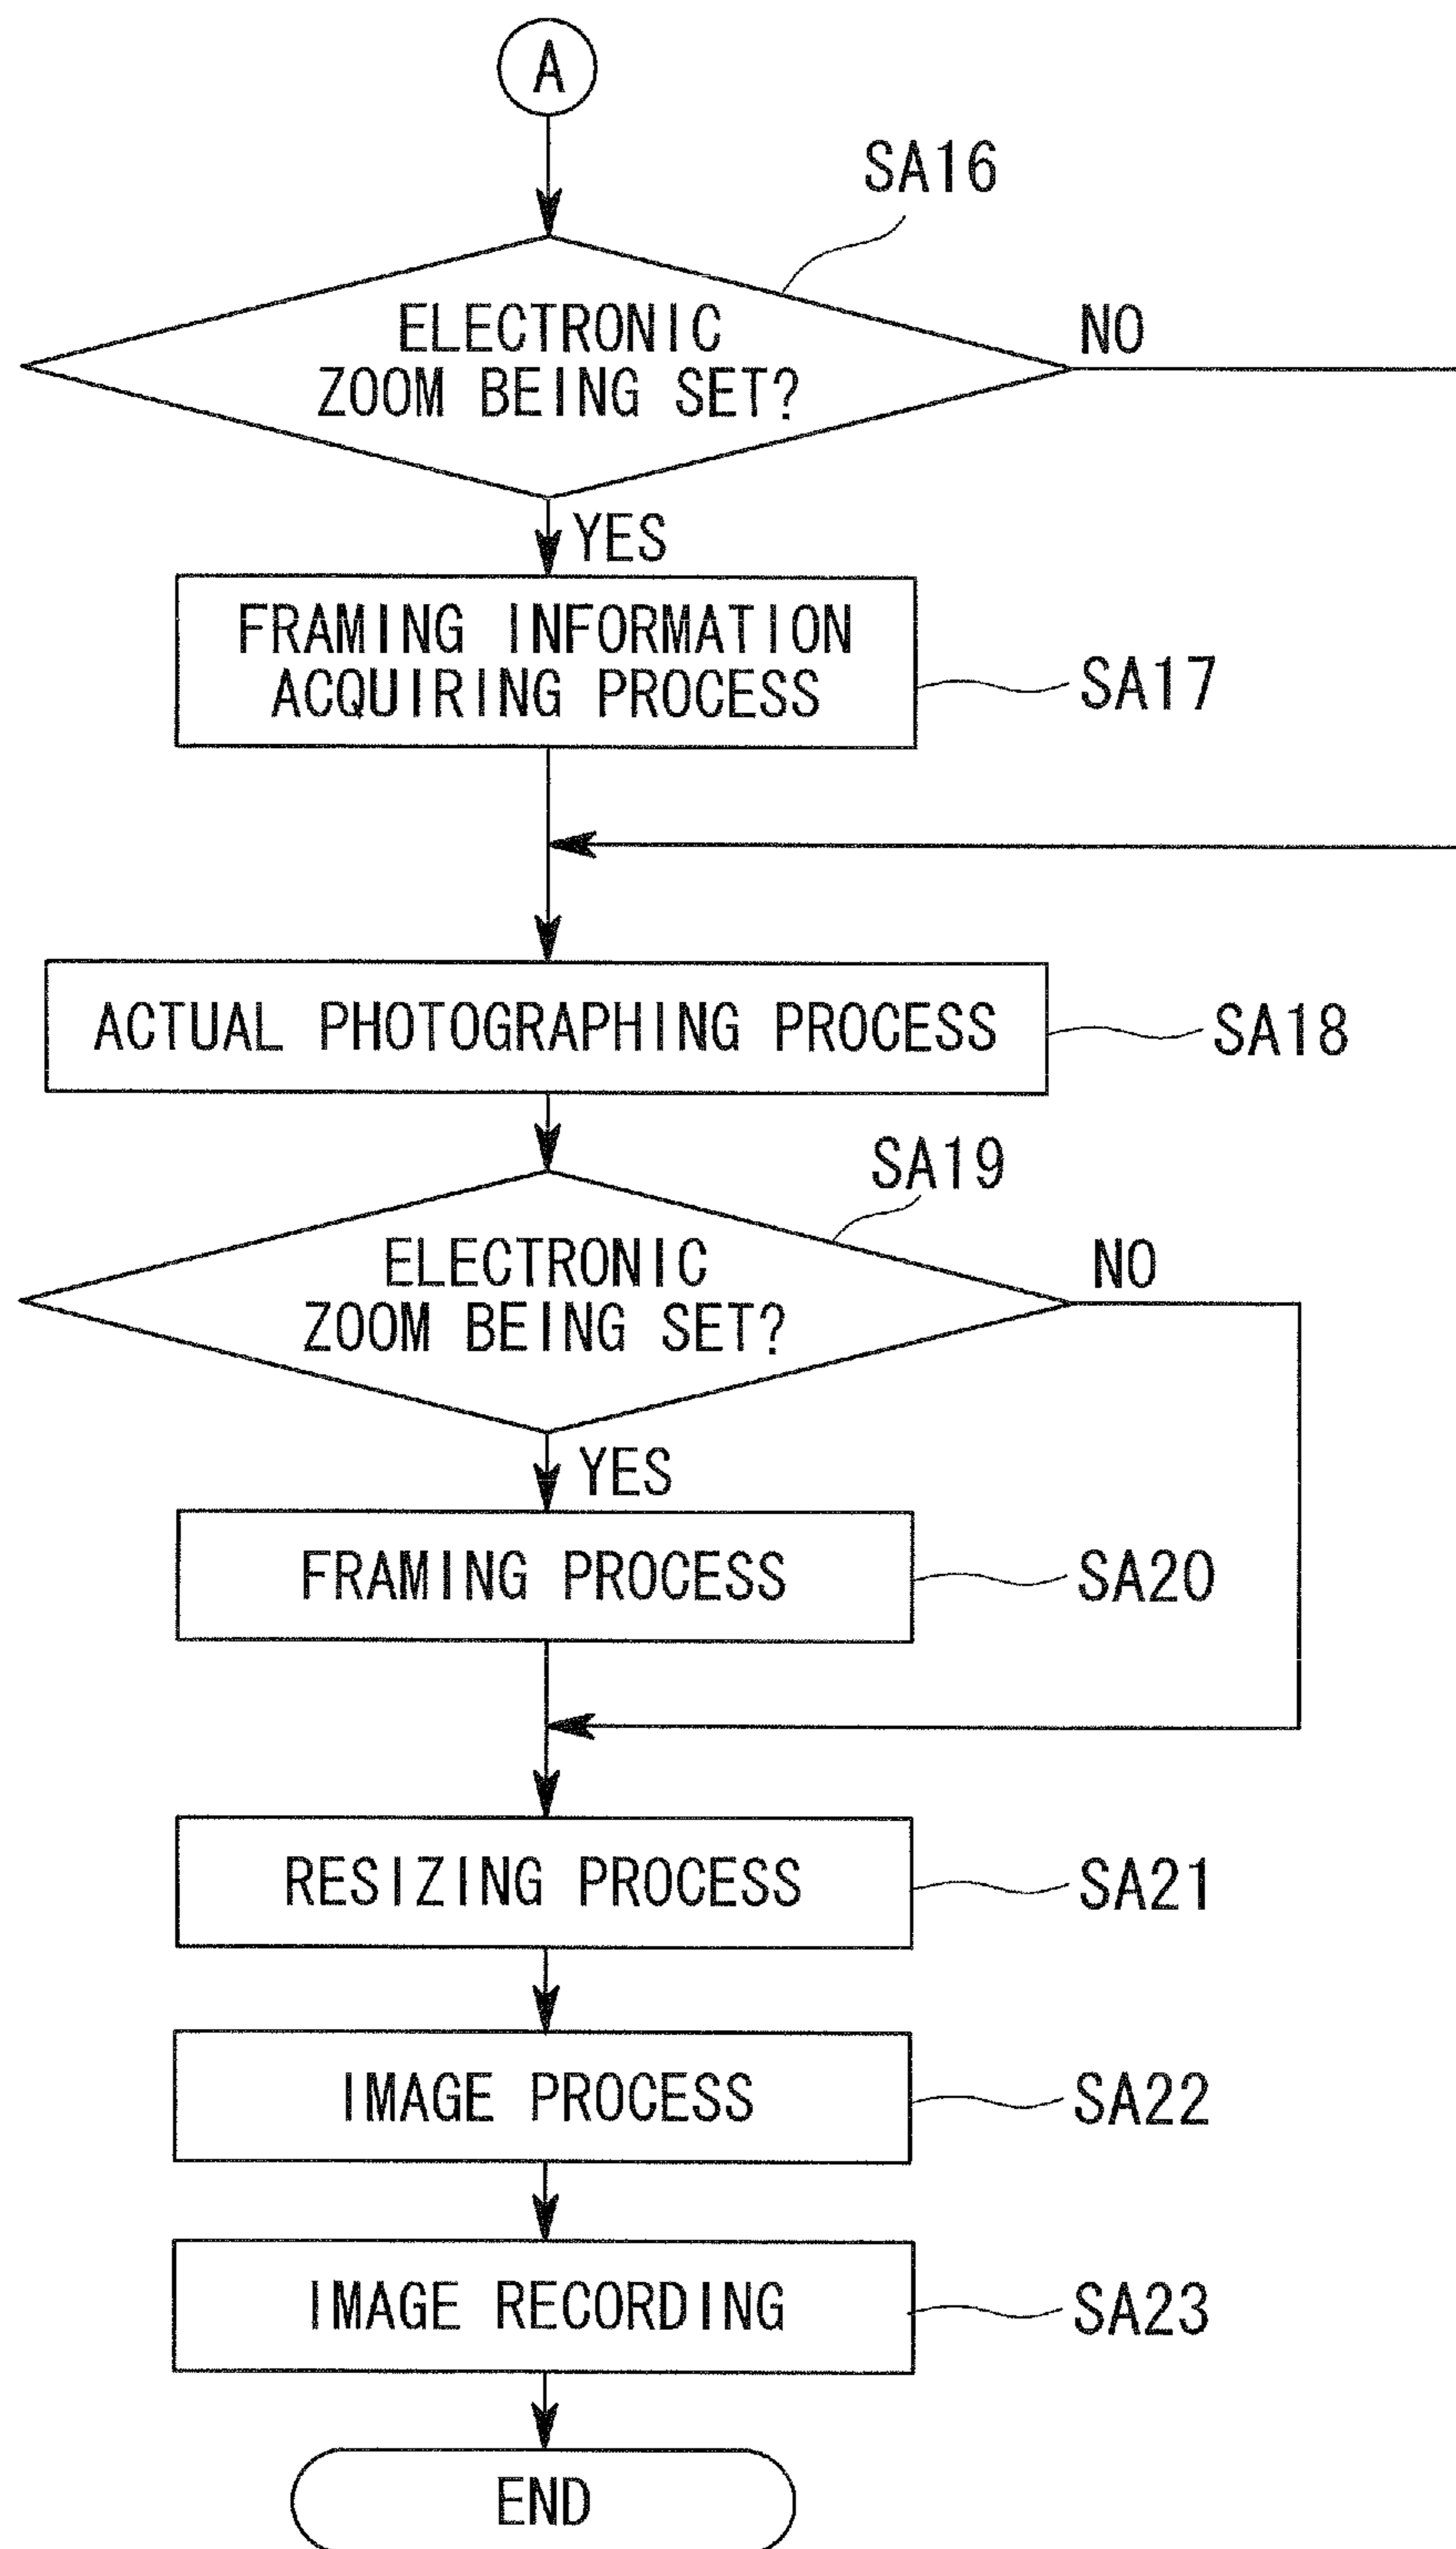 A
SA16
ELECTRONIC
ZOOM BEING SET?
NO
YES
FRAMING INFORMATION
ACQUIRING PROCESS
SA17
ACTUAL PHOTOGRAPHING PROCESS
SA18
SA19
ELECTRONIC
ZOOM BEING SET?
NO
YES
FRAMING PROCESS
SA20
RESIZING PROCESS
SA21
IMAGE PROCESS
SA22
IMAGE RECORDING
SA23
END